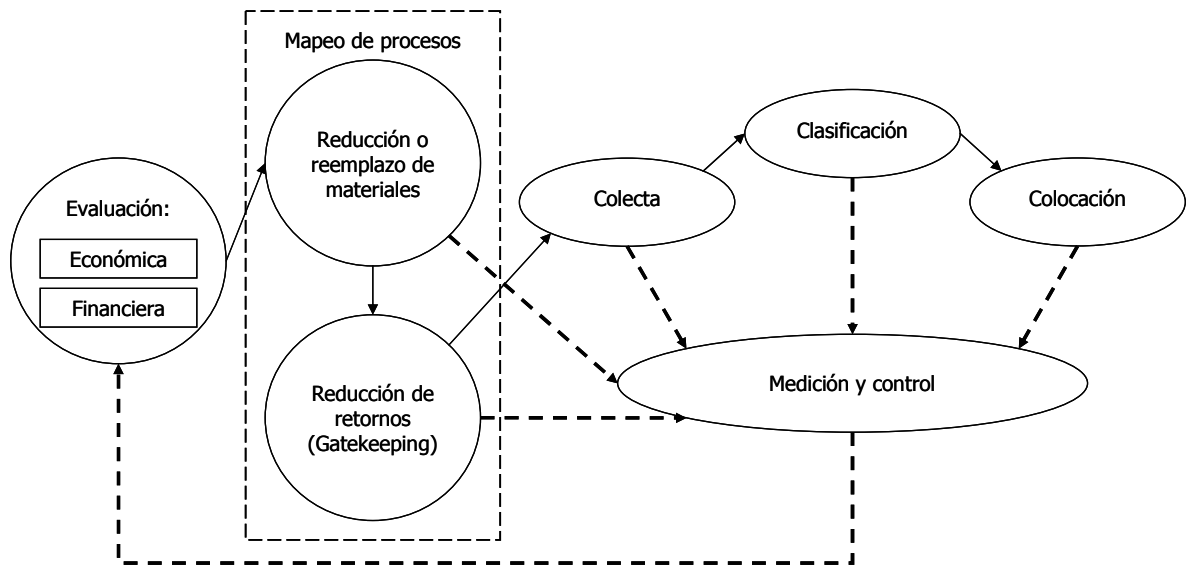 Mapeo de procesos
Reducción o
reemplazo de
materiales
Evaluación:
Económica
Financiera
Reducción de
retornos
(Gatekeeping)
Colecta
Clasificación
Colocación
Medición y control